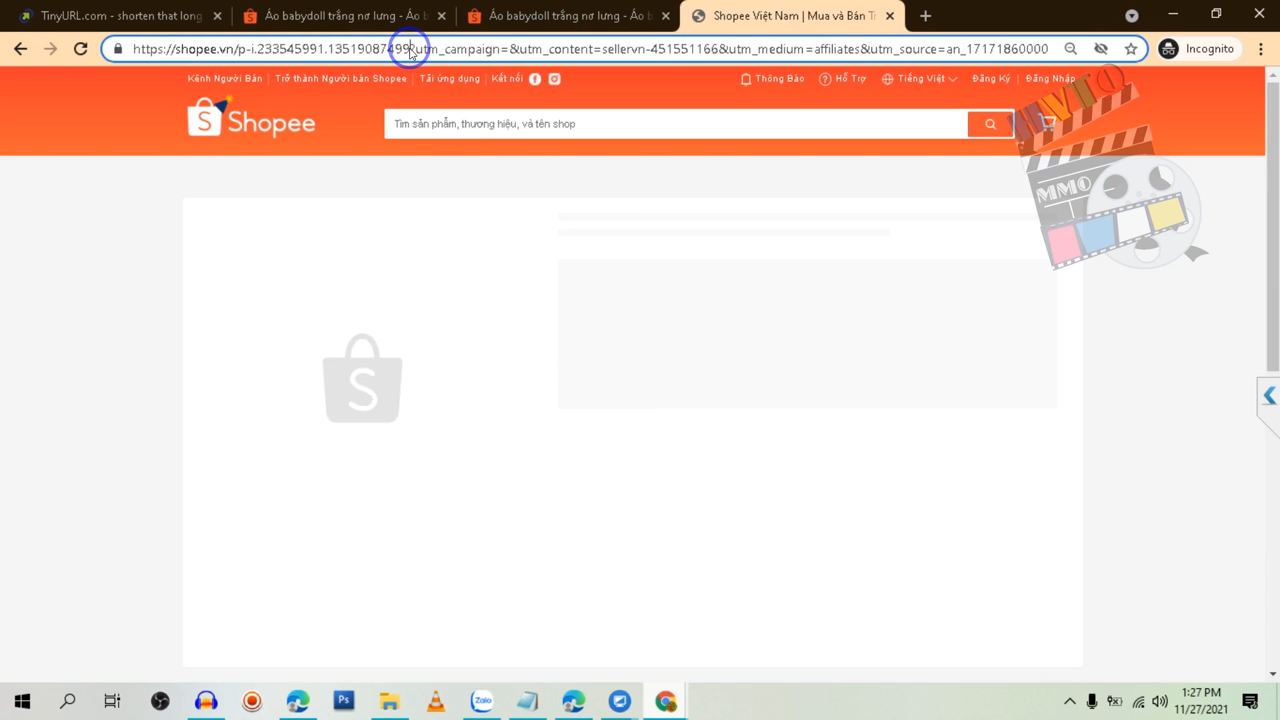 TinyURL.com - shorten that long
Áo babydoll trắng nơ lưng - Áo b
Áo babydoll trắng nơ lưng - Áo b
Shopee Việt Nam | Mua và Bán Tr
https://shopee.vn/p-i.233545991.13519087499?utm_campaign=&utm_content=sellervn-451551166&utm_medium=affiliates&utm_source=an_17171860000
Incognito
Kênh Người Bán
Trở thành Người bán Shopee
Tải ứng dụng
Kết nối
Thông Báo
Hỗ Trợ
Tiếng Việt
Đăng Ký
Đăng Nhập
Shopee
Tìm sản phẩm, thương hiệu, và tên shop
MMO
Zalo
1:27 PM
11/27/2021